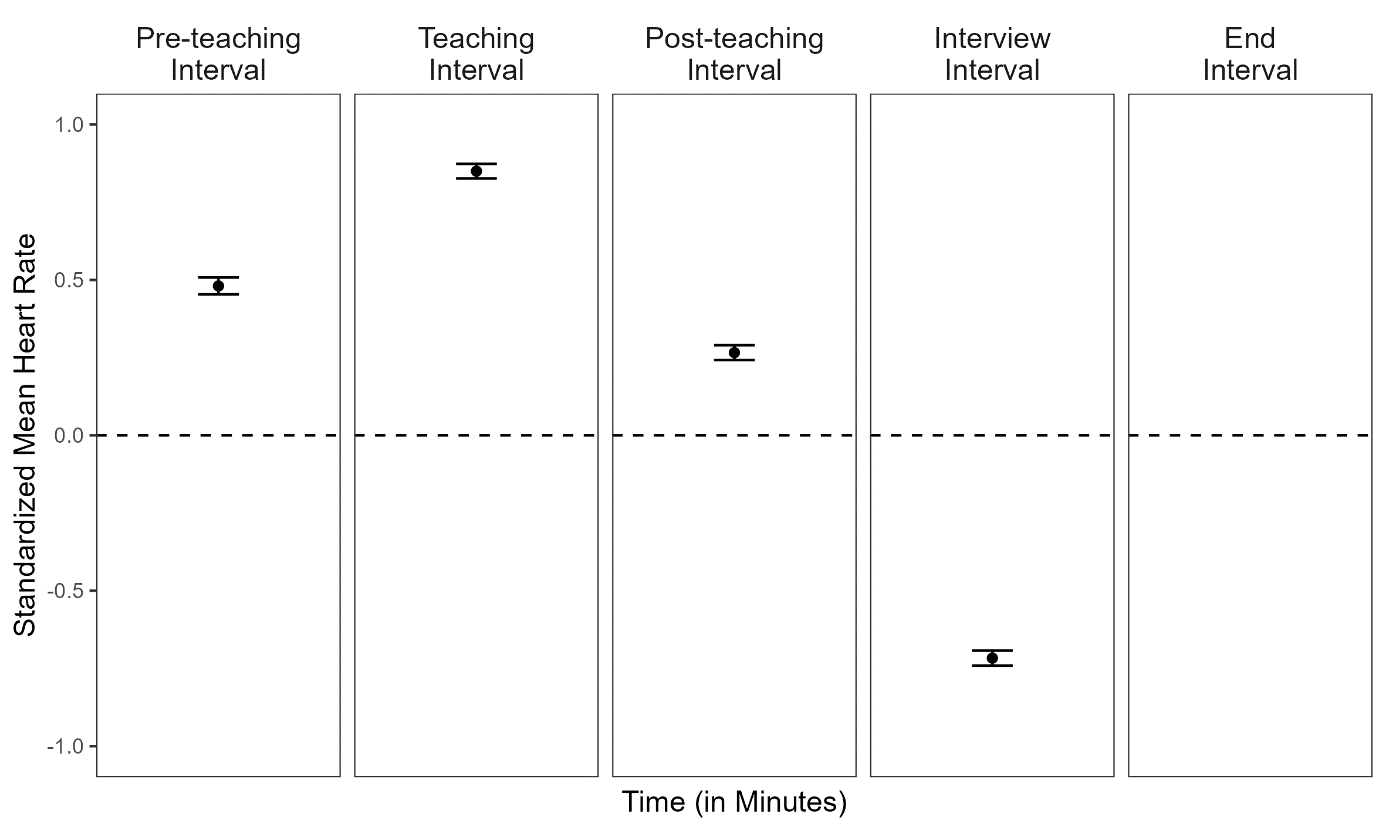 Pre-teaching
Interval
Teaching
Interval
Post-teaching
Interval
Interview
Interval
End
Interval
Standardized Mean Heart Rate
1.0
0.5
0.0
-0.5
-1.0
Time (in Minutes)